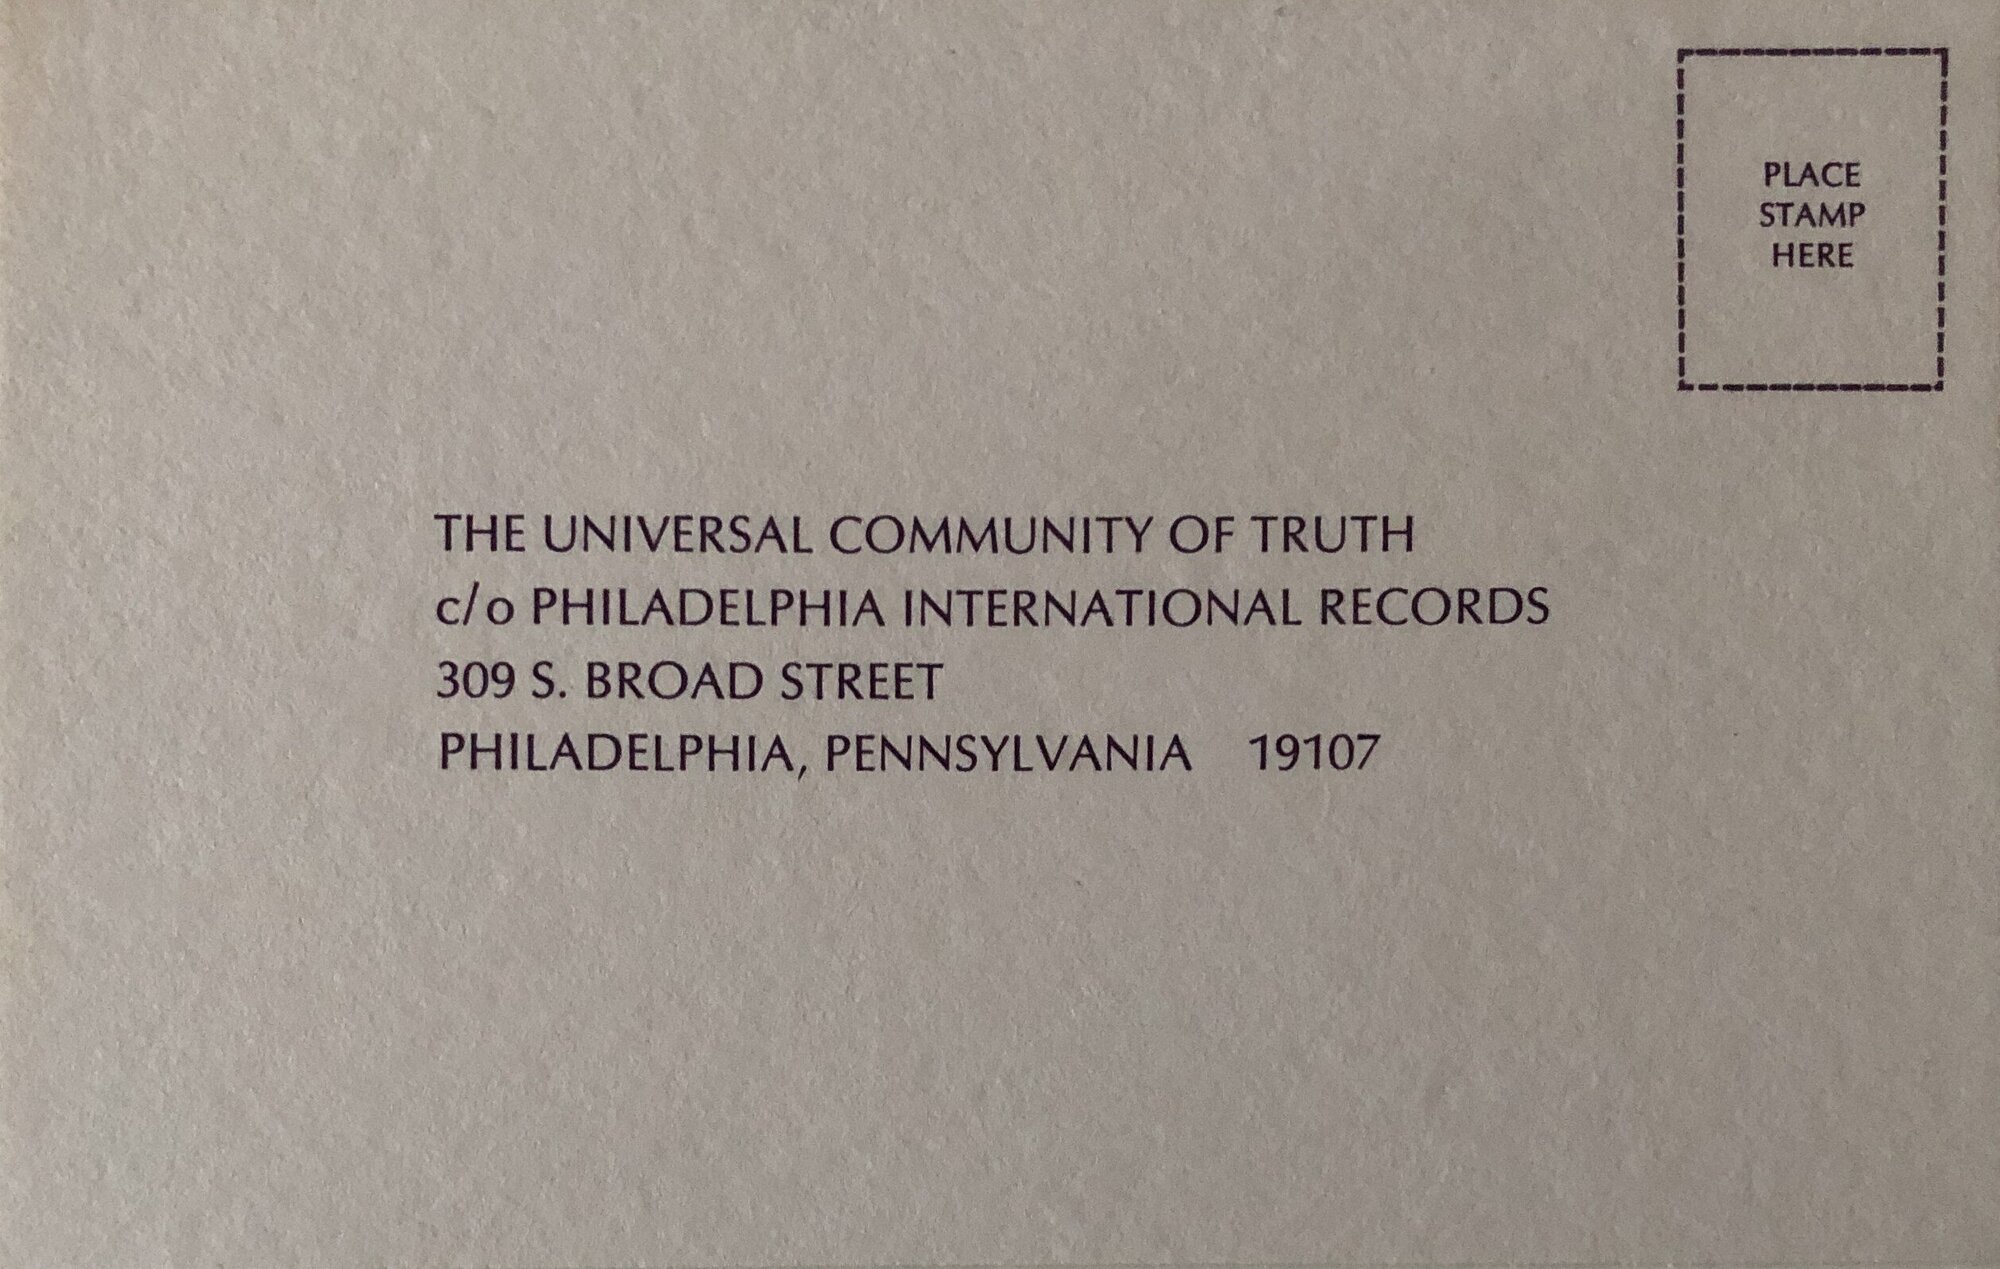 PLACE
STAMP
HERE
THE UNIVERSAL COMMUNITY OF TRUTH
c/o PHILADELPHIA INTERNATIONAL RECORDS
309 S. BROAD STREET
PHILADELPHIA, PENNSYLVANIA 19107